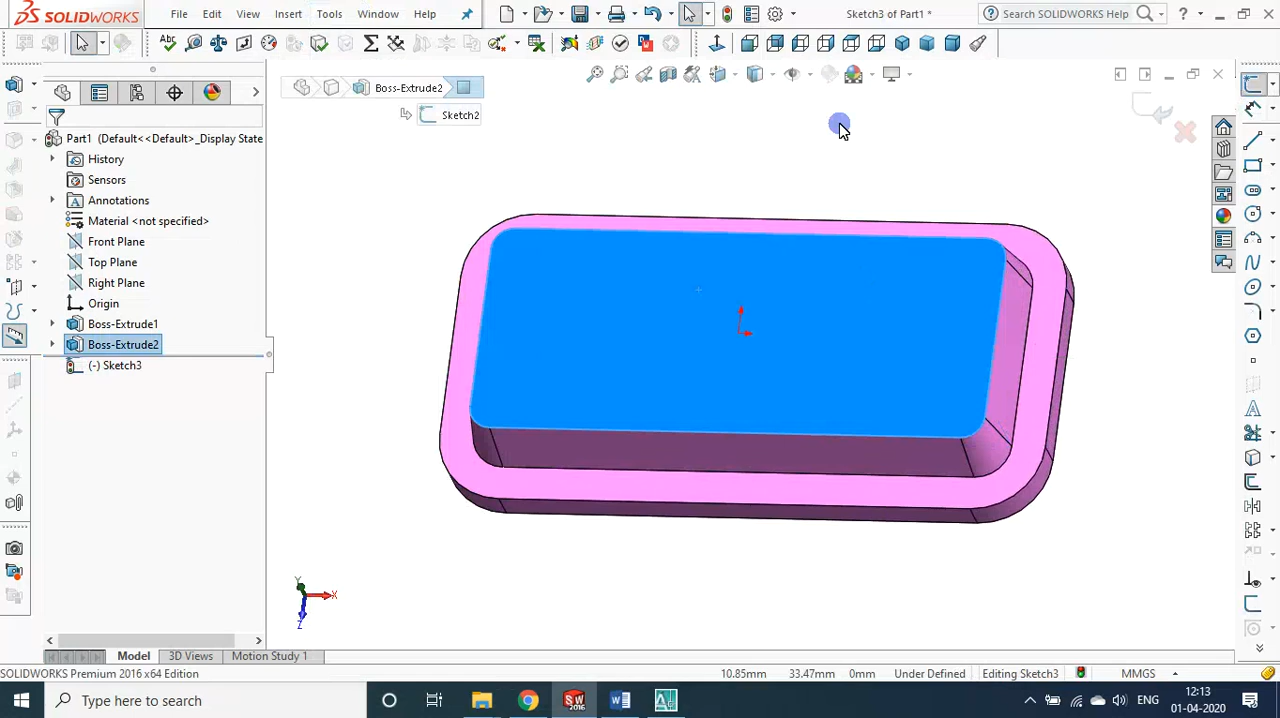 SOLIDWORKS File Edit View Insert Tools Window Help Sketch3 of Part1 * Search SOLIDWORKS Help ?
Boss-Extrude2
Sketch2
Part1 (Default<<Default>_Display State
History
Sensors
Annotations
Material <not specified>
Front Plane
Top Plane
Right Plane
Origin
Boss-Extrude1
Boss-Extrude2
(-) Sketch3
Y
X
Z
Model 3D Views Motion Study 1
SOLIDWORKS Premium 2016 x64 Edition 10.85mm 33.47mm 0mm Under Defined Editing Sketch3 MMGS
Type here to search ENG 12:13
01-04-2020